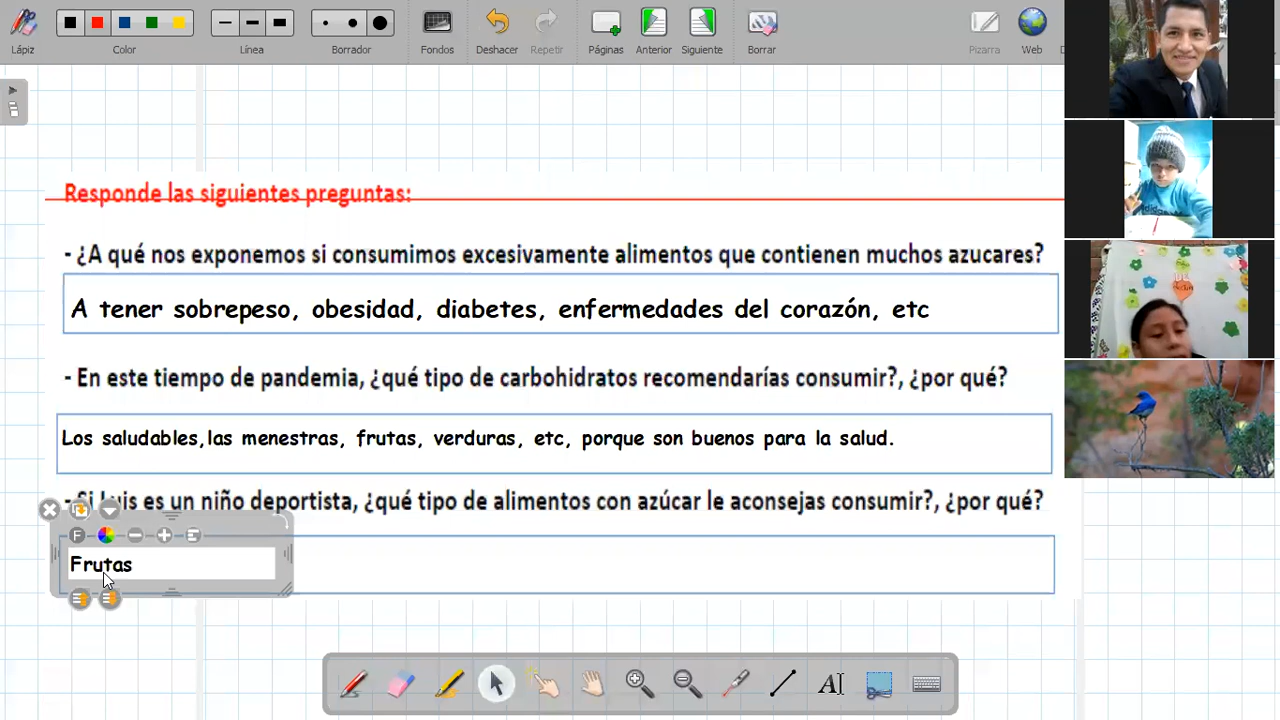 Lápiz
Color
Línea
Borrador
Fondos
Deshacer
Repetir
Páginas
Anterior
Siguiente
Borrar
Pizarra
Web
Responde las siguientes preguntas:
- ¿A qué nos exponemos si consumimos excesivamente alimentos que contienen muchos azucares?
A tener sobrepeso, obesidad, diabetes, enfermedades del corazón, etc
- En este tiempo de pandemia, ¿qué tipo de carbohidratos recomendarías consumir?, ¿por qué?
Los saludables, las menestras, frutas, verduras, etc, porque son buenos para la salud.
- Si Luis es un niño deportista, ¿qué tipo de alimentos con azúcar le aconsejas consumir?, ¿por qué?
F
Frutas
A